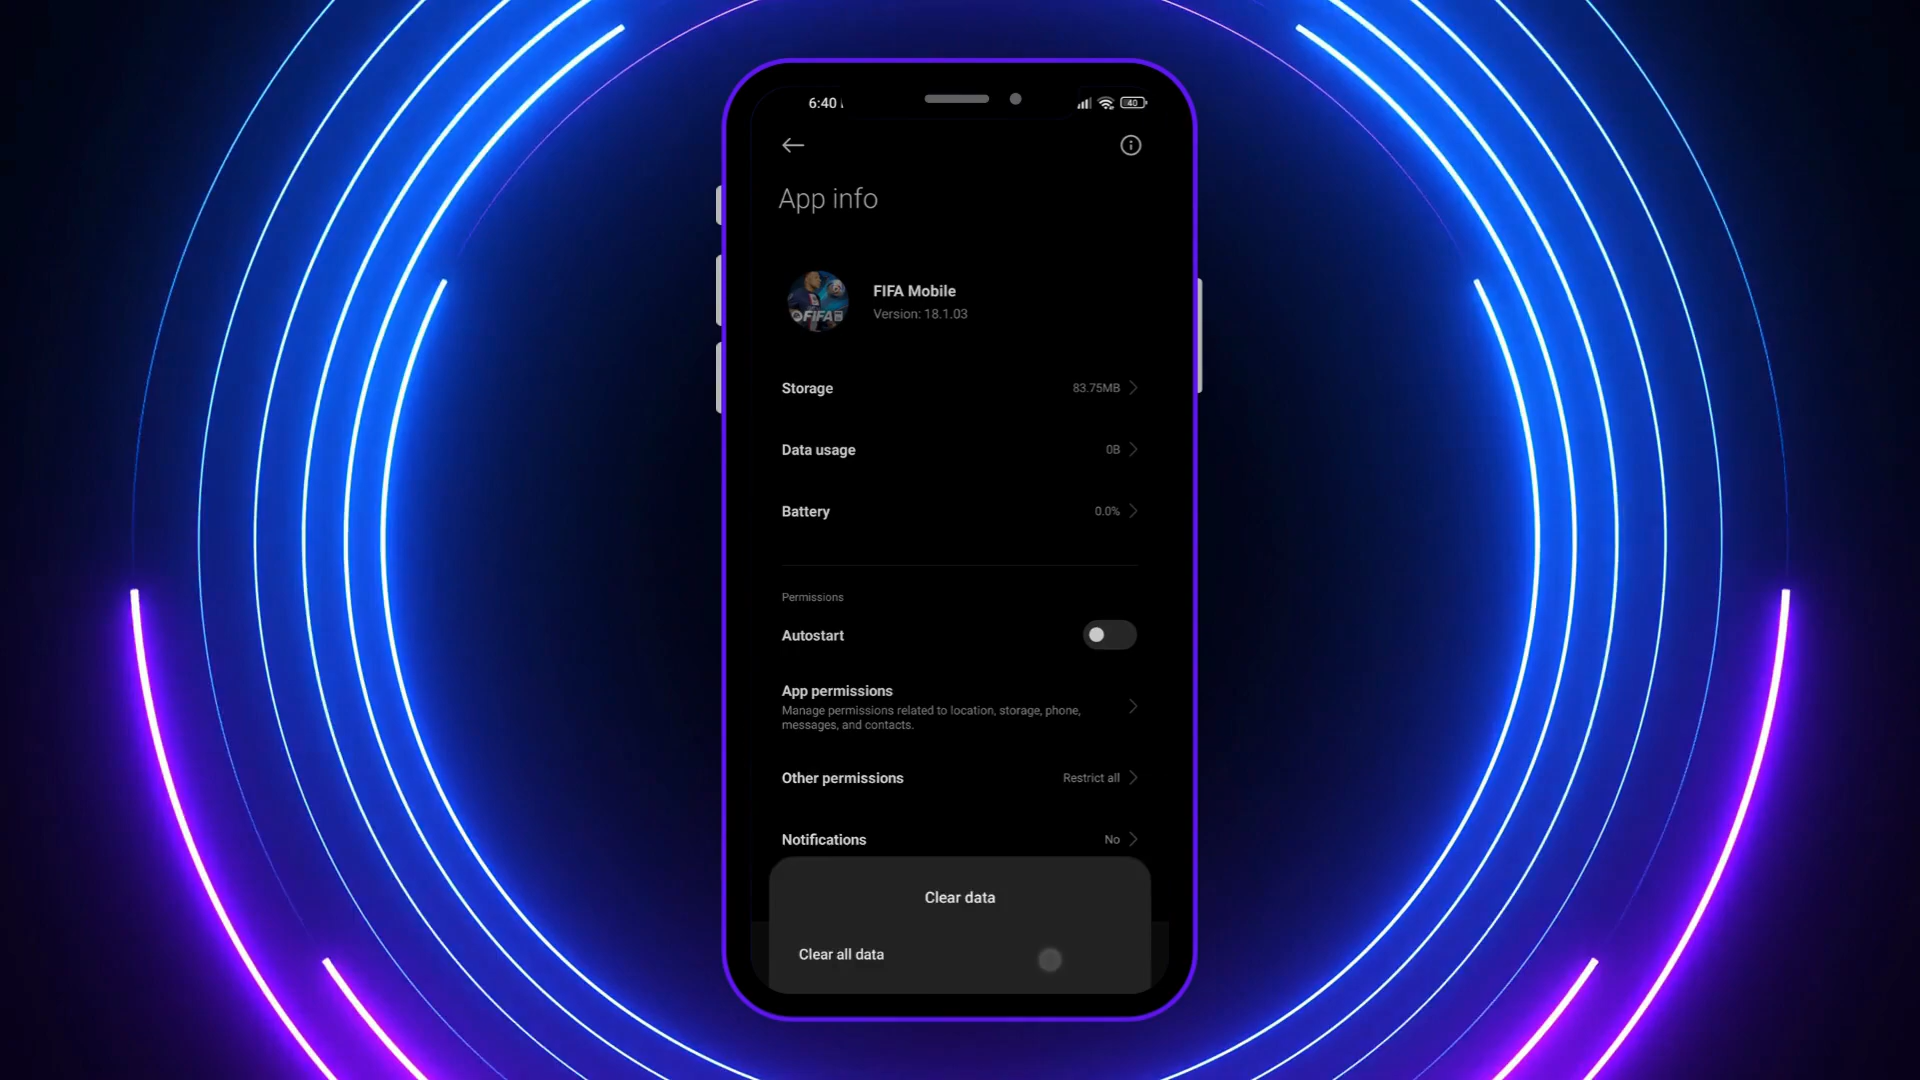 6:40
40
App info
FIFA
FIFA Mobile
Version: 18.1.03
Storage 83.75MB
Data usage 0B
Battery 0.0%
Permissions
Autostart
App permissions
Manage permissions related to location, storage, phone,
messages, and contacts.
Other permissions Restrict all
Notifications No
Clear data
Clear all data